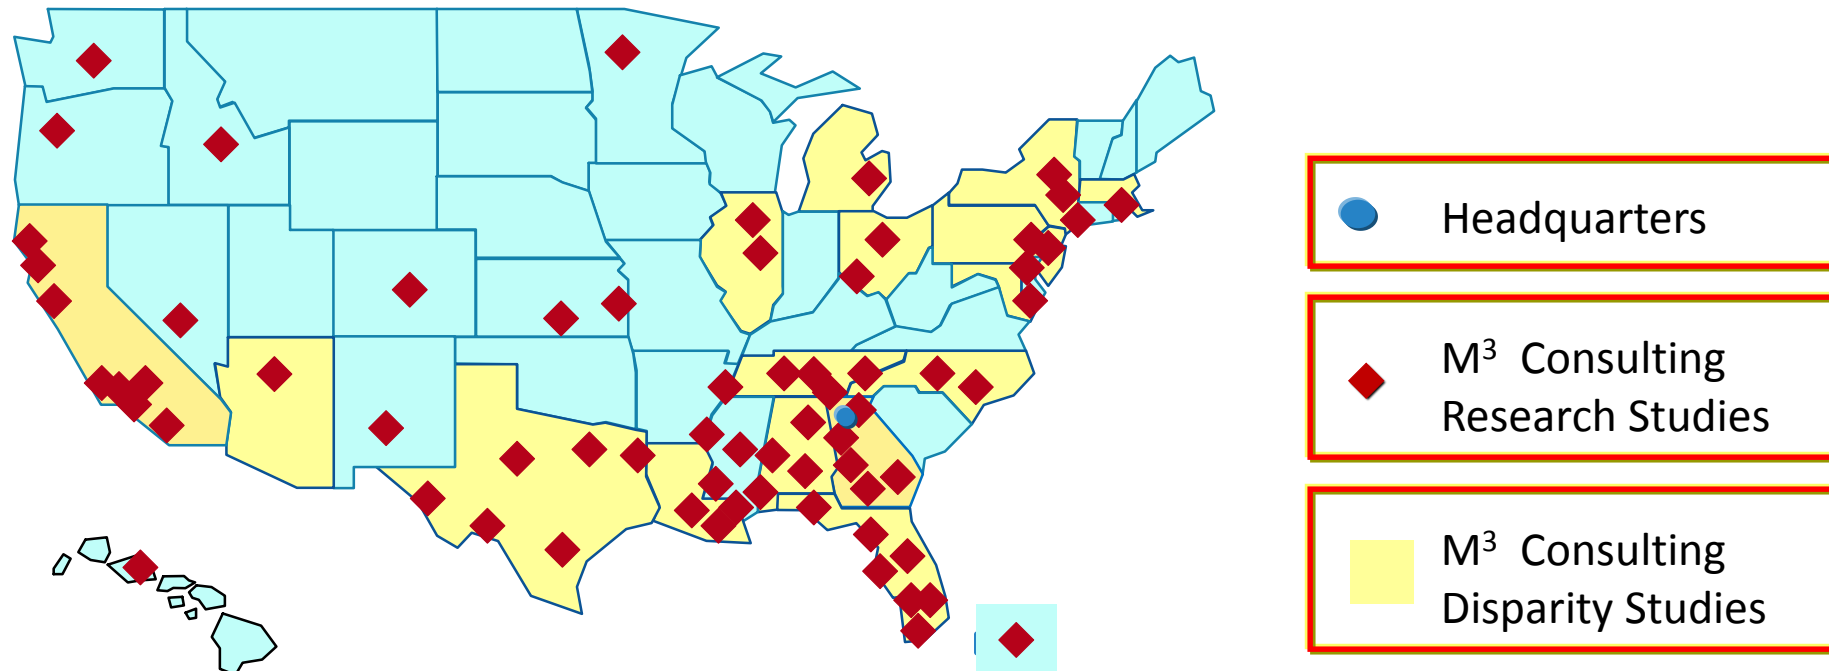 Headquarters
M³ Consulting
Research Studies
M³ Consulting
Disparity Studies